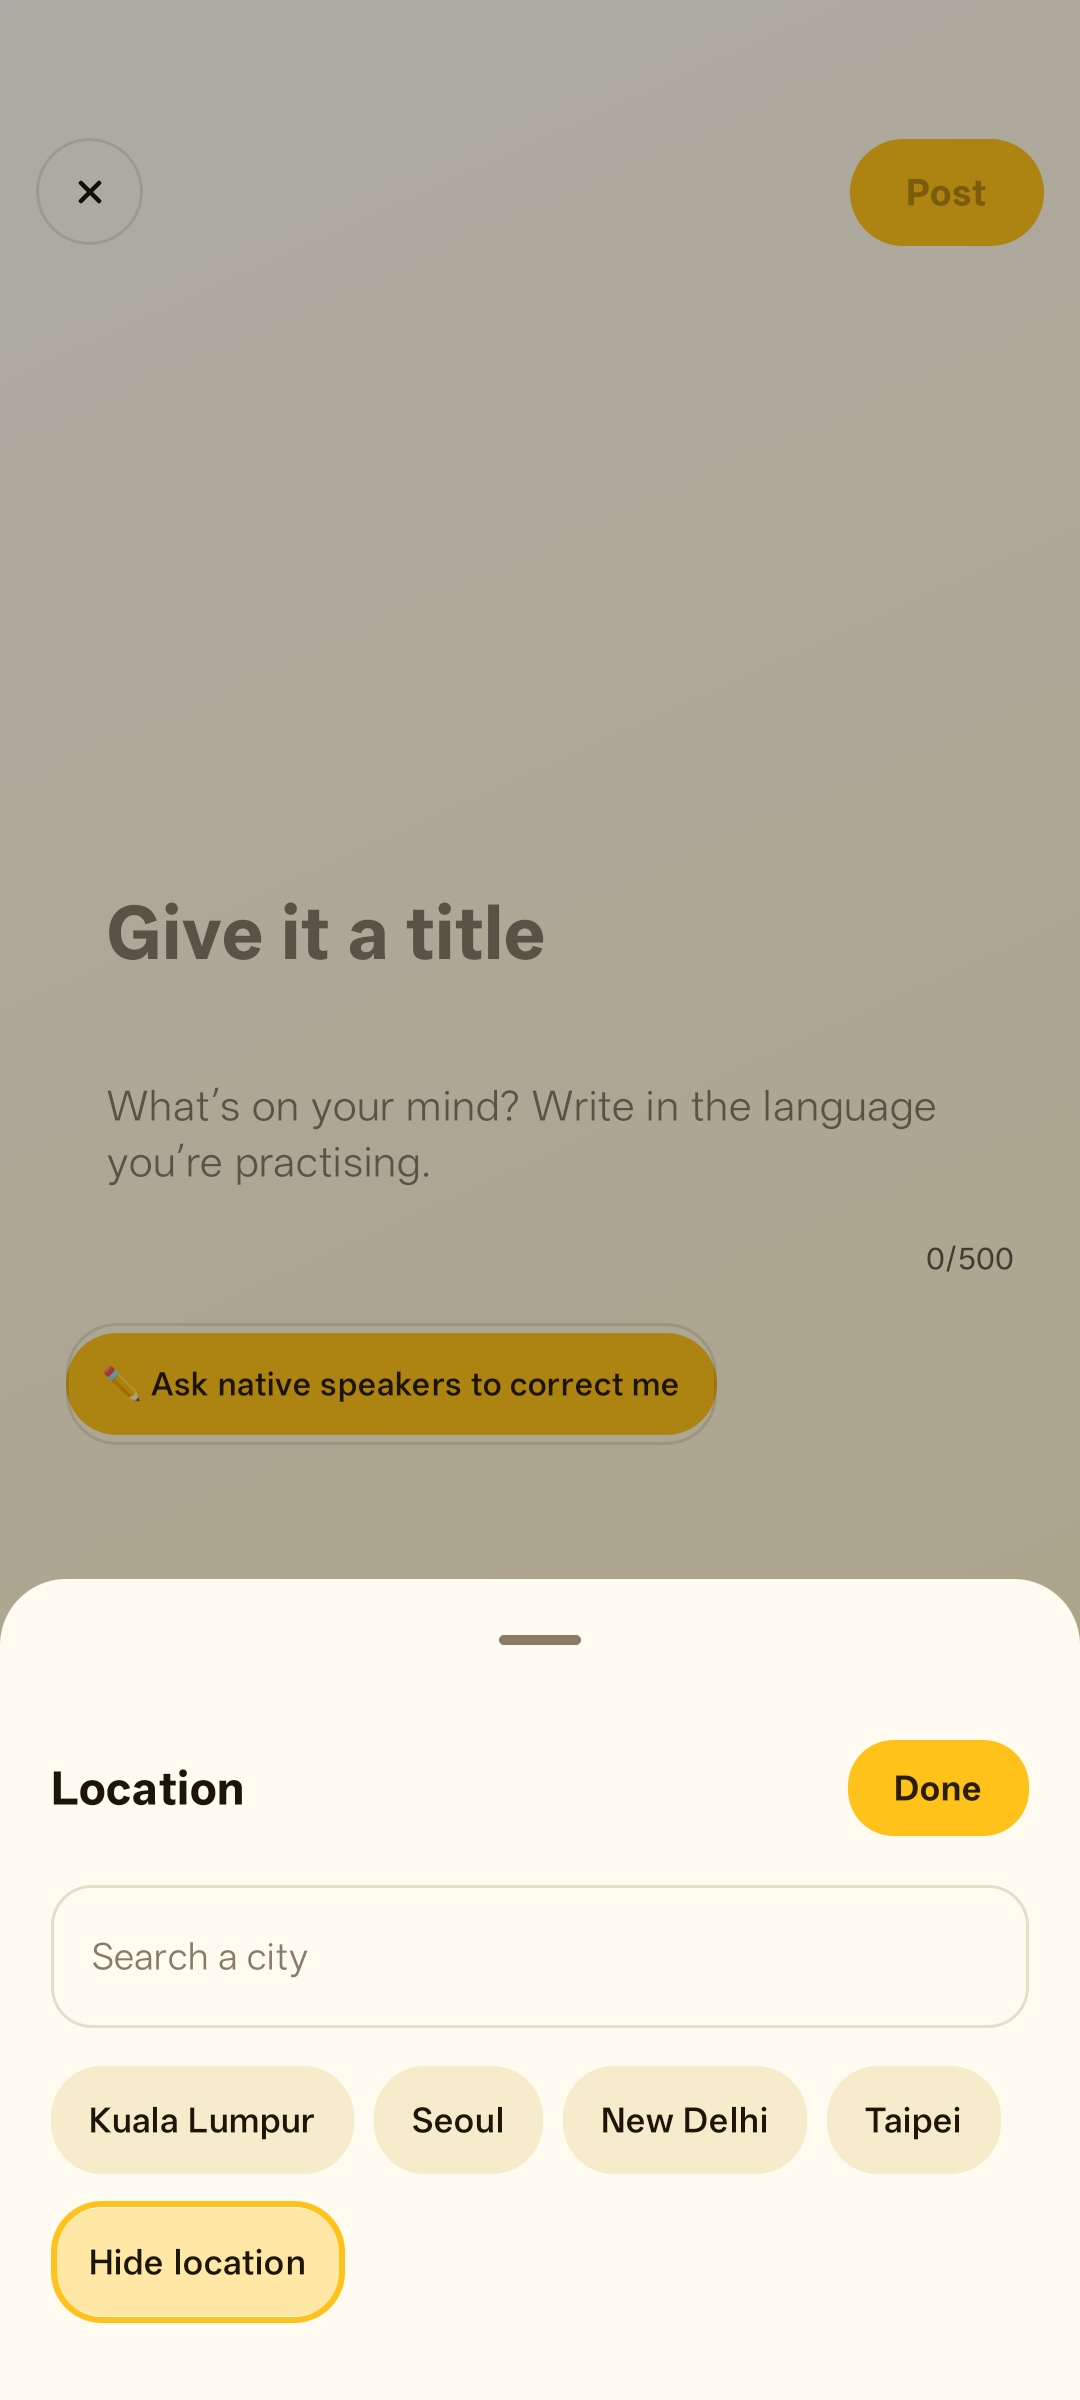 Post
Give it a title
What’s on your mind? Write in the language
you’re practising.
0/500
✏️ Ask native speakers to correct me
Location
Done
Search a city
Kuala Lumpur
Seoul
New Delhi
Taipei
Hide location